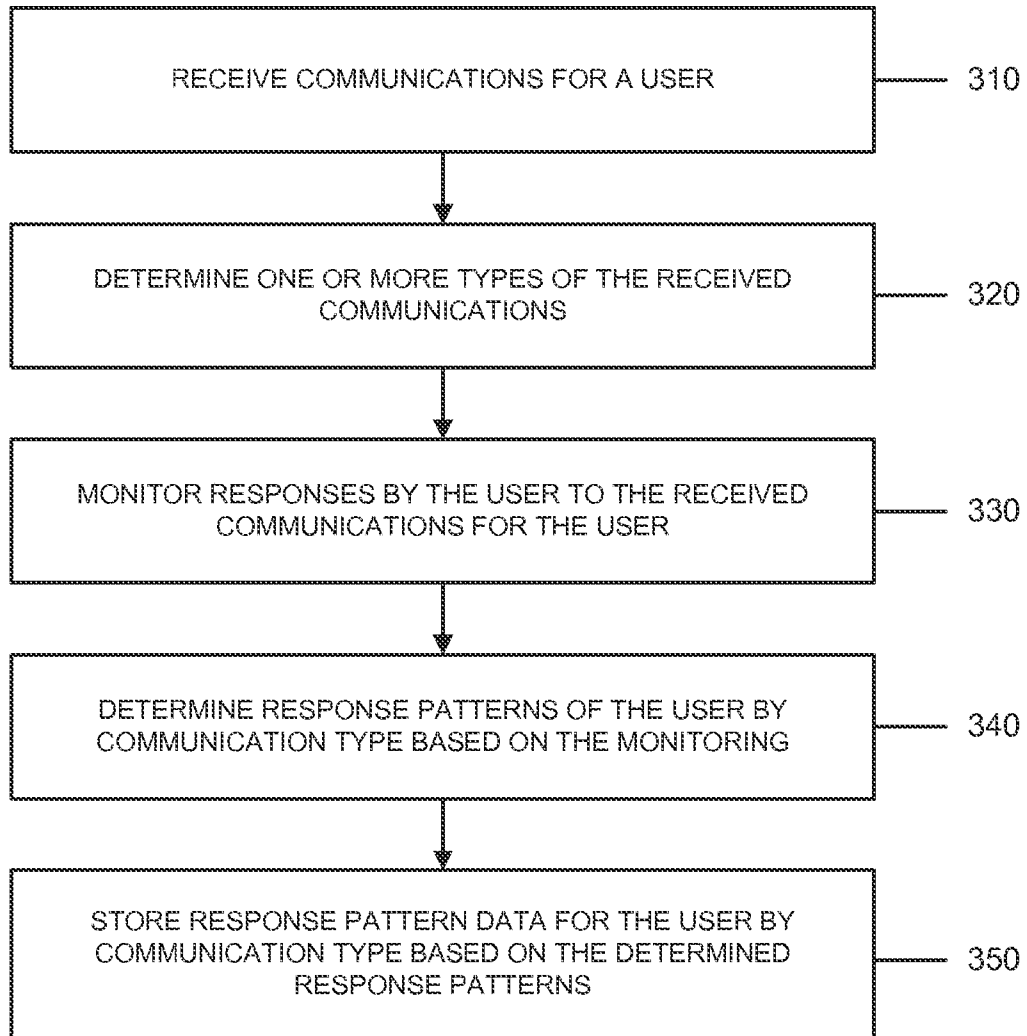 RECEIVE COMMUNICATIONS FOR A USER
310
DETERMINE ONE OR MORE TYPES OF THE RECEIVED
COMMUNICATIONS
320
MONITOR RESPONSES BY THE USER TO THE RECEIVED
COMMUNICATIONS FOR THE USER
330
DETERMINE RESPONSE PATTERNS OF THE USER BY
COMMUNICATION TYPE BASED ON THE MONITORING
340
STORE RESPONSE PATTERN DATA FOR THE USER BY
COMMUNICATION TYPE BASED ON THE DETERMINED
RESPONSE PATTERNS
350